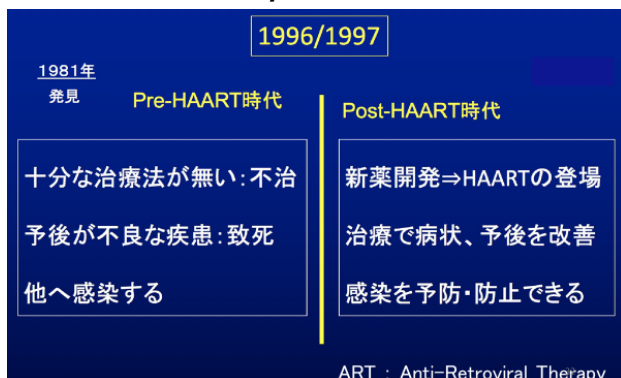 1996/1997
1981年
発見
Pre-HAART時代
Post-HAART時代
十分な治療法が無い：不治
予後が不良な疾患：致死
他へ感染する
新薬開発⇒HAARTの登場
治療で病状、予後を改善
感染を予防・防止できる
ART : Anti-Retroviral Therapy